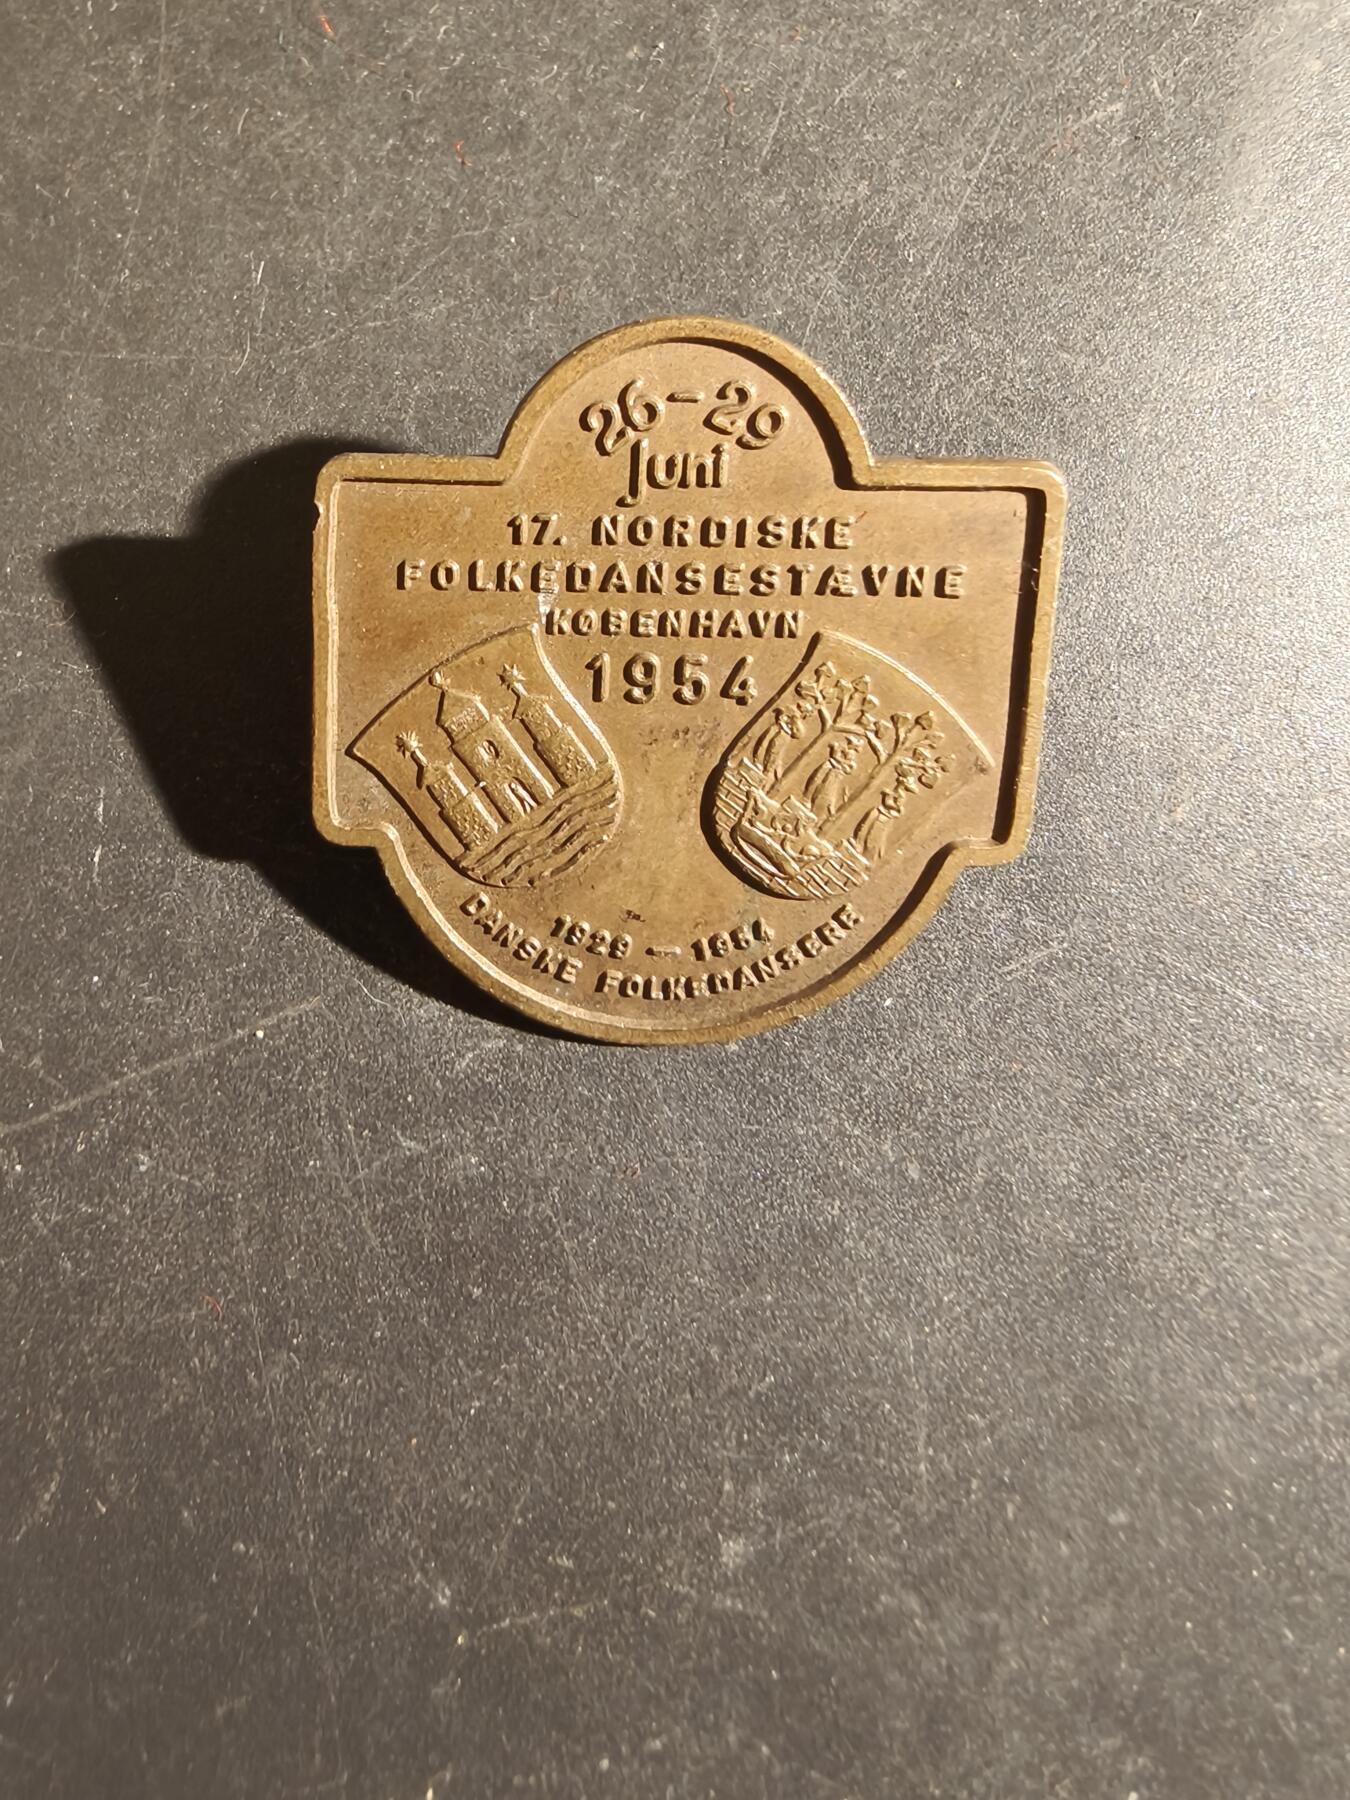 26-29
Juni
17. NORDISKE
FOLKEDANSESTÆVNE
KØBENHAVN
1954
1929 — 1954
DANSKE FOLKEDANSERE